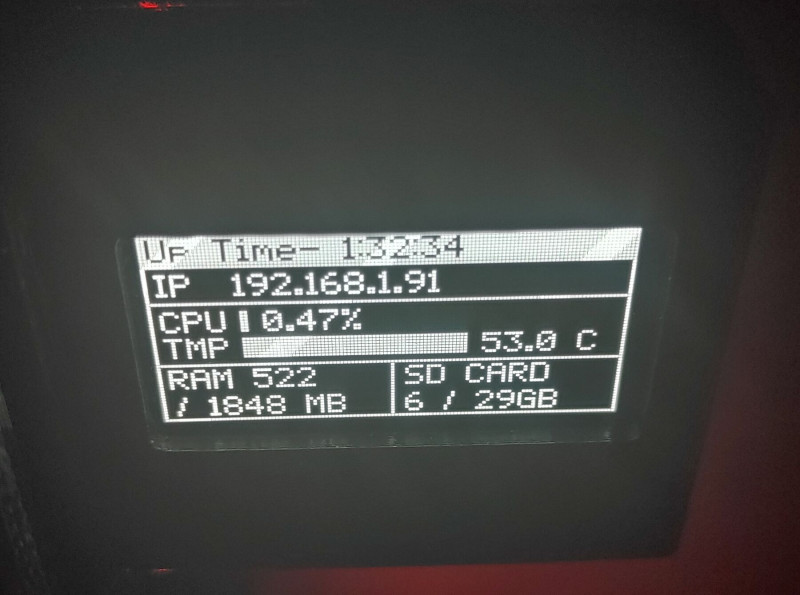 Up Time- 1:32:34
IP 192.168.1.91
CPU 0.47%
TMP 53.0 C
RAM 522
/ 1848 MB
SD CARD
6 / 29GB